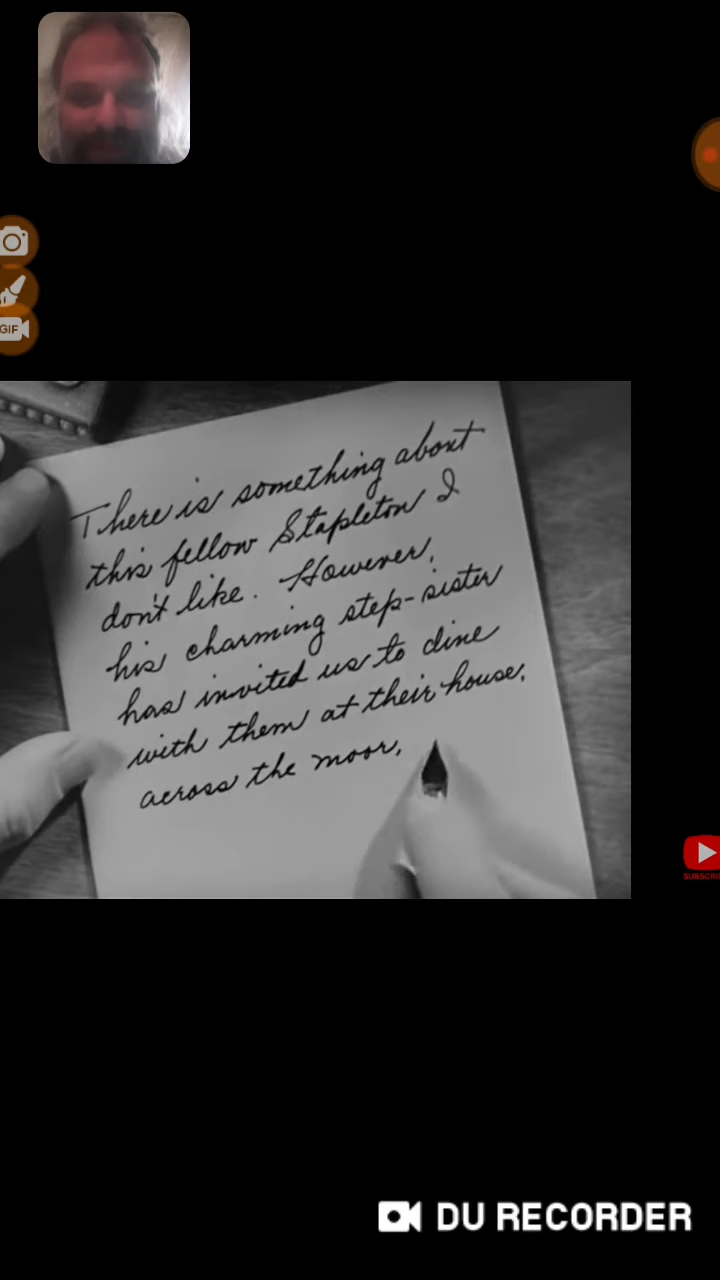 GIF
There is something about
this fellow Stapleton I
don't like. However,
his charming step-sister
has invited us to dine
with them at their house,
across the moor,
DU RECORDER